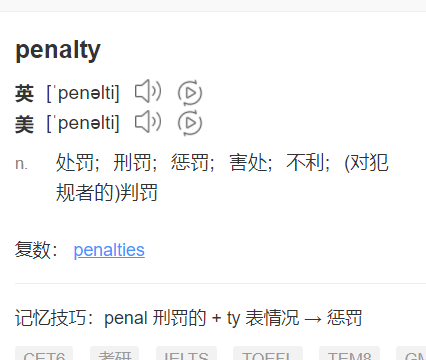 penalty
英 [ˈpenəlti]
美 [ˈpenəlti]
n. 处罚；刑罚；惩罚；害处；不利；(对犯
规者的)判罚
复数： penalties
记忆技巧：penal 刑罚的 + ty 表情况 → 惩罚
CET6 考研 IELTS TOEFL TEM8 GM